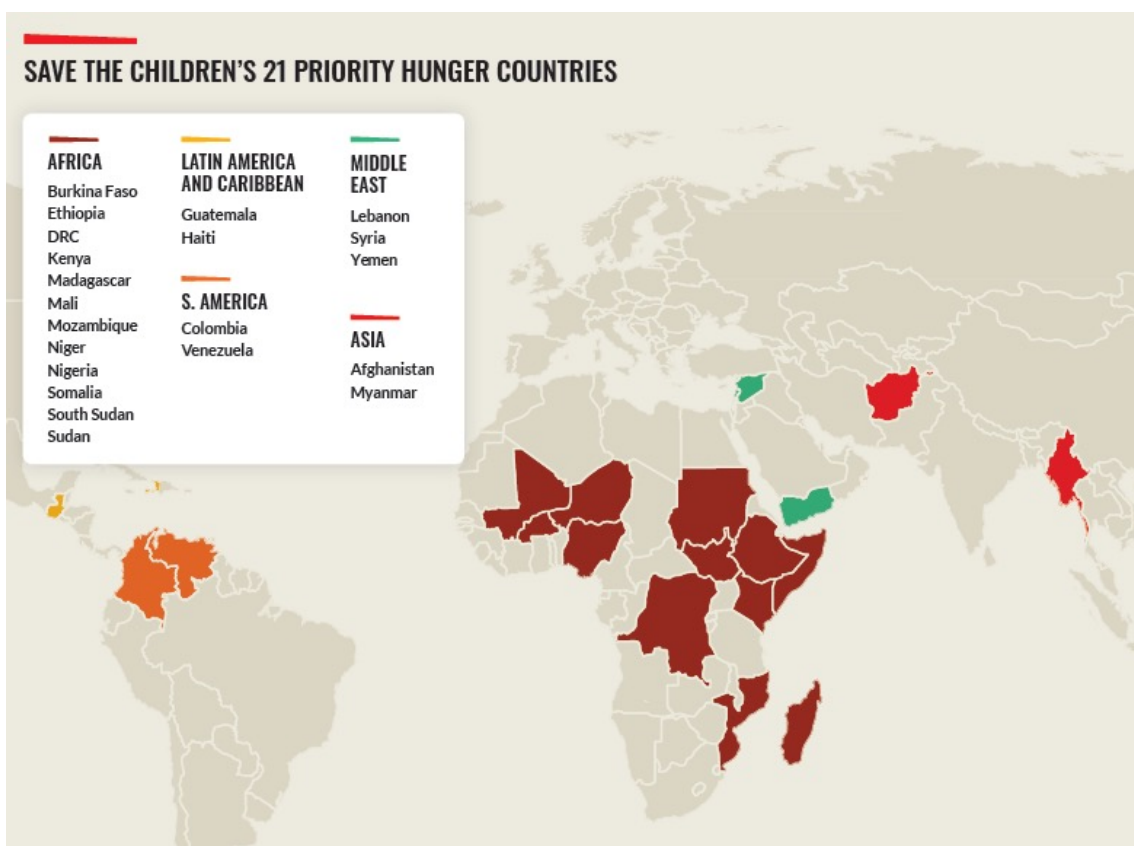 SAVE THE CHILDREN'S 21 PRIORITY HUNGER COUNTRIES
AFRICA
Burkina Faso
Ethiopia
DRC
Kenya
Madagascar
Mali
Mozambique
Niger
Nigeria
Somalia
South Sudan
Sudan
LATIN AMERICA
AND CARIBBEAN
Guatemala
Haiti
S. AMERICA
Colombia
Venezuela
MIDDLE
EAST
Lebanon
Syria
Yemen
ASIA
Afghanistan
Myanmar